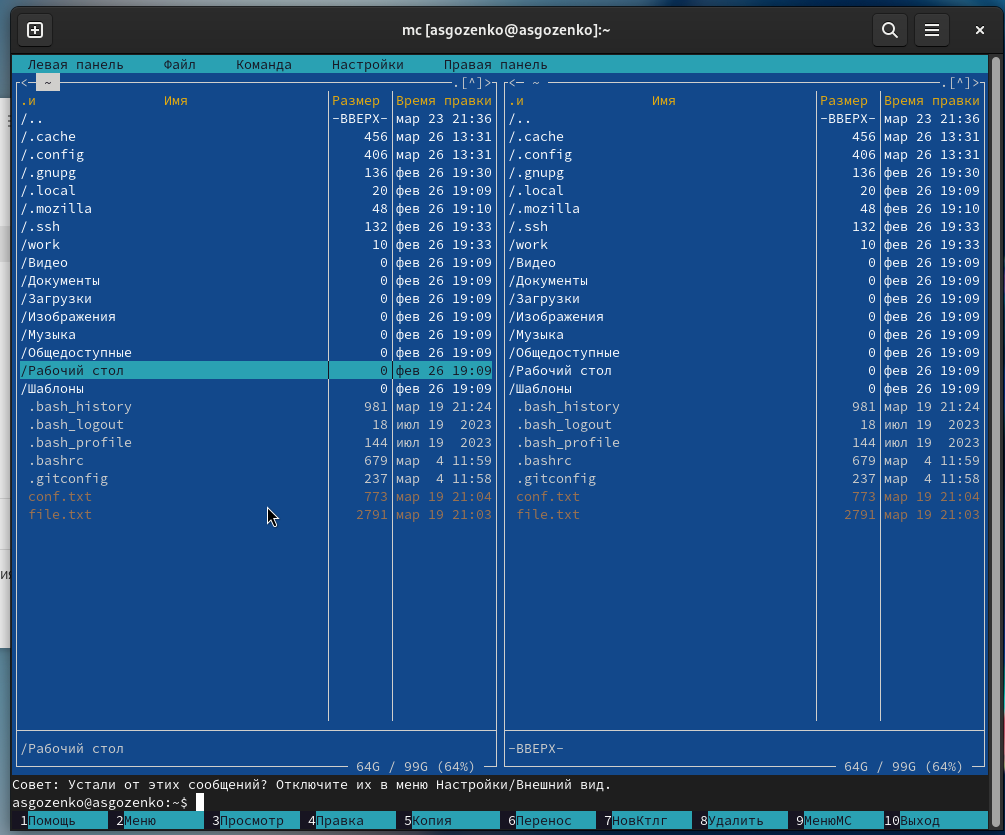 mc [asgozenko@asgozenko]:~
Левая панель Файл Команда Настройки Правая панель
<— ~ .[^]> <— ~ .[^]>
.и Имя Размер Время правки .и Имя Размер Время правки
/.. -ВВЕРХ- мар 23 21:36 /.. -ВВЕРХ- мар 23 21:36
/.cache 456 мар 26 13:31 /.cache 456 мар 26 13:31
/.config 406 мар 26 13:31 /.config 406 мар 26 13:31
/.gnupg 136 фев 26 19:30 /.gnupg 136 фев 26 19:30
/.local 20 фев 26 19:09 /.local 20 фев 26 19:09
/.mozilla 48 фев 26 19:10 /.mozilla 48 фев 26 19:10
/.ssh 132 фев 26 19:33 /.ssh 132 фев 26 19:33
/work 10 фев 26 19:33 /work 10 фев 26 19:33
/Видео 0 фев 26 19:09 /Видео 0 фев 26 19:09
/Документы 0 фев 26 19:09 /Документы 0 фев 26 19:09
/Загрузки 0 фев 26 19:09 /Загрузки 0 фев 26 19:09
/Изображения 0 фев 26 19:09 /Изображения 0 фев 26 19:09
/Музыка 0 фев 26 19:09 /Музыка 0 фев 26 19:09
/Общедоступные 0 фев 26 19:09 /Общедоступные 0 фев 26 19:09
/Рабочий стол 0 фев 26 19:09 /Рабочий стол 0 фев 26 19:09
/Шаблоны 0 фев 26 19:09 /Шаблоны 0 фев 26 19:09
.bash_history 981 мар 19 21:24 .bash_history 981 мар 19 21:24
.bash_logout 18 июл 19 2023 .bash_logout 18 июл 19 2023
.bash_profile 144 июл 19 2023 .bash_profile 144 июл 19 2023
.bashrc 679 мар 4 11:59 .bashrc 679 мар 4 11:59
.gitconfig 237 мар 4 11:58 .gitconfig 237 мар 4 11:58
conf.txt 773 мар 19 21:04 conf.txt 773 мар 19 21:04
file.txt 2791 мар 19 21:03 file.txt 2791 мар 19 21:03
/Рабочий стол -ВВЕРХ-
64G / 99G (64%) 64G / 99G (64%)
Совет: Устали от этих сообщений? Отключите их в меню Настройки/Внешний вид.
asgozenko@asgozenko:~$
1Помощь 2Меню 3Просмотр 4Правка 5Копия 6Перенос 7НовКтлг 8Удалить 9МенюМС 10Выход